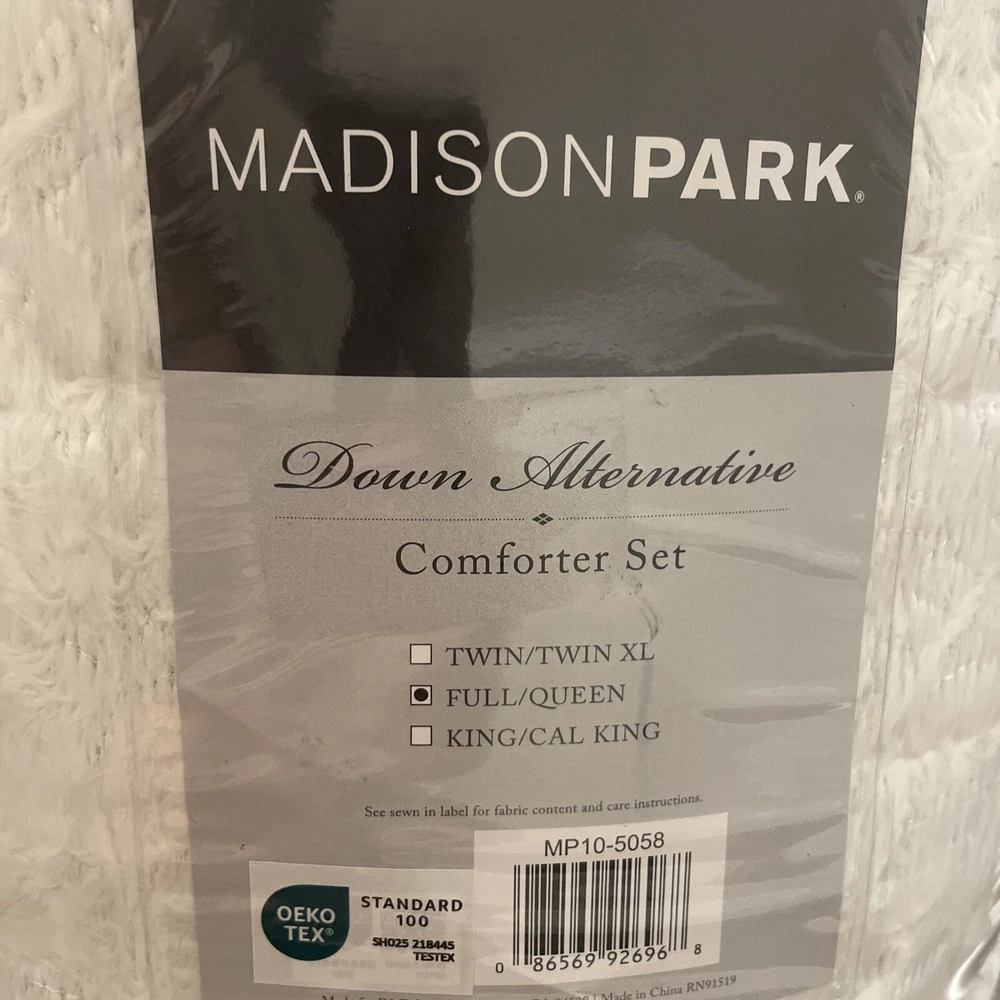 MADISONPARK®
Down Alternative
Comforter Set
TWIN/TWIN XL
FULL/QUEEN
KING/CAL KING
See sewn in label for fabric content and care instructions.
MP10-5058
OEKO
TEX®
STANDARD
100
SH025 218445
TESTEX
0 86569 92696 8
Made in China RN91519